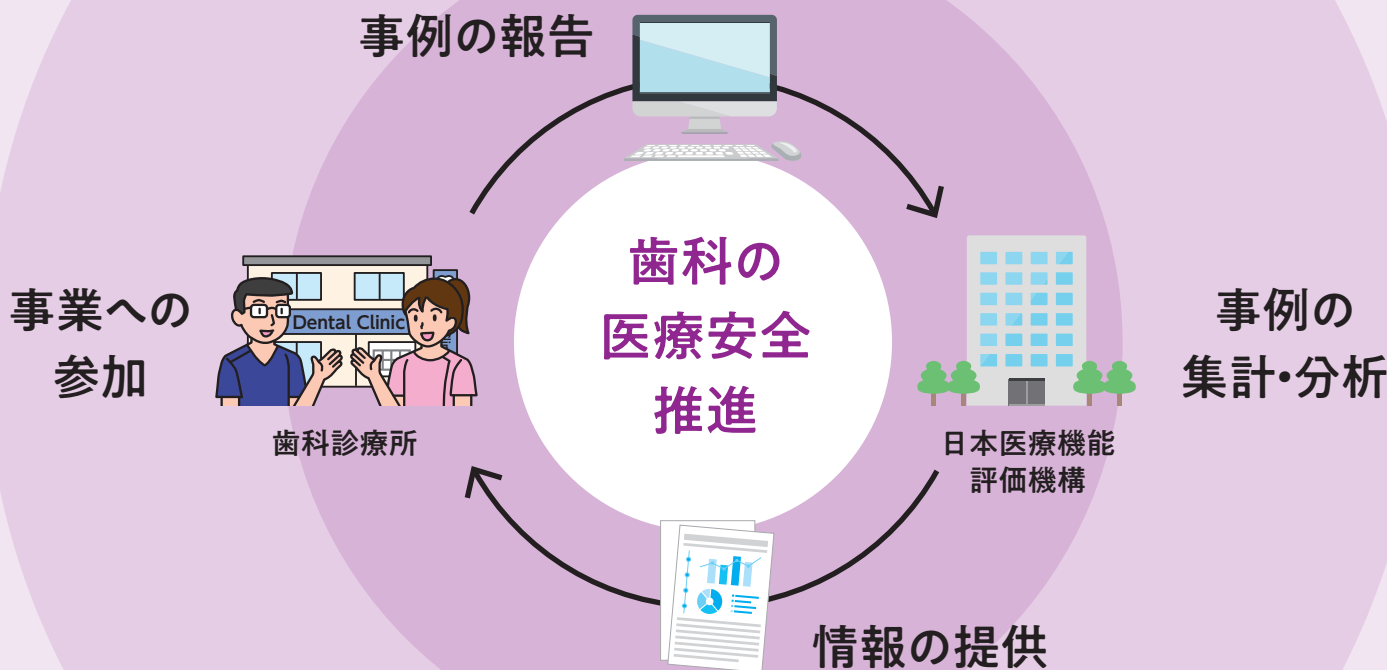 事例の報告
歯科の
医療安全
推進
事業への
参加
Dental Clinic
歯科診療所
事例の
集計・分析
日本医療機能
評価機構
情報の提供